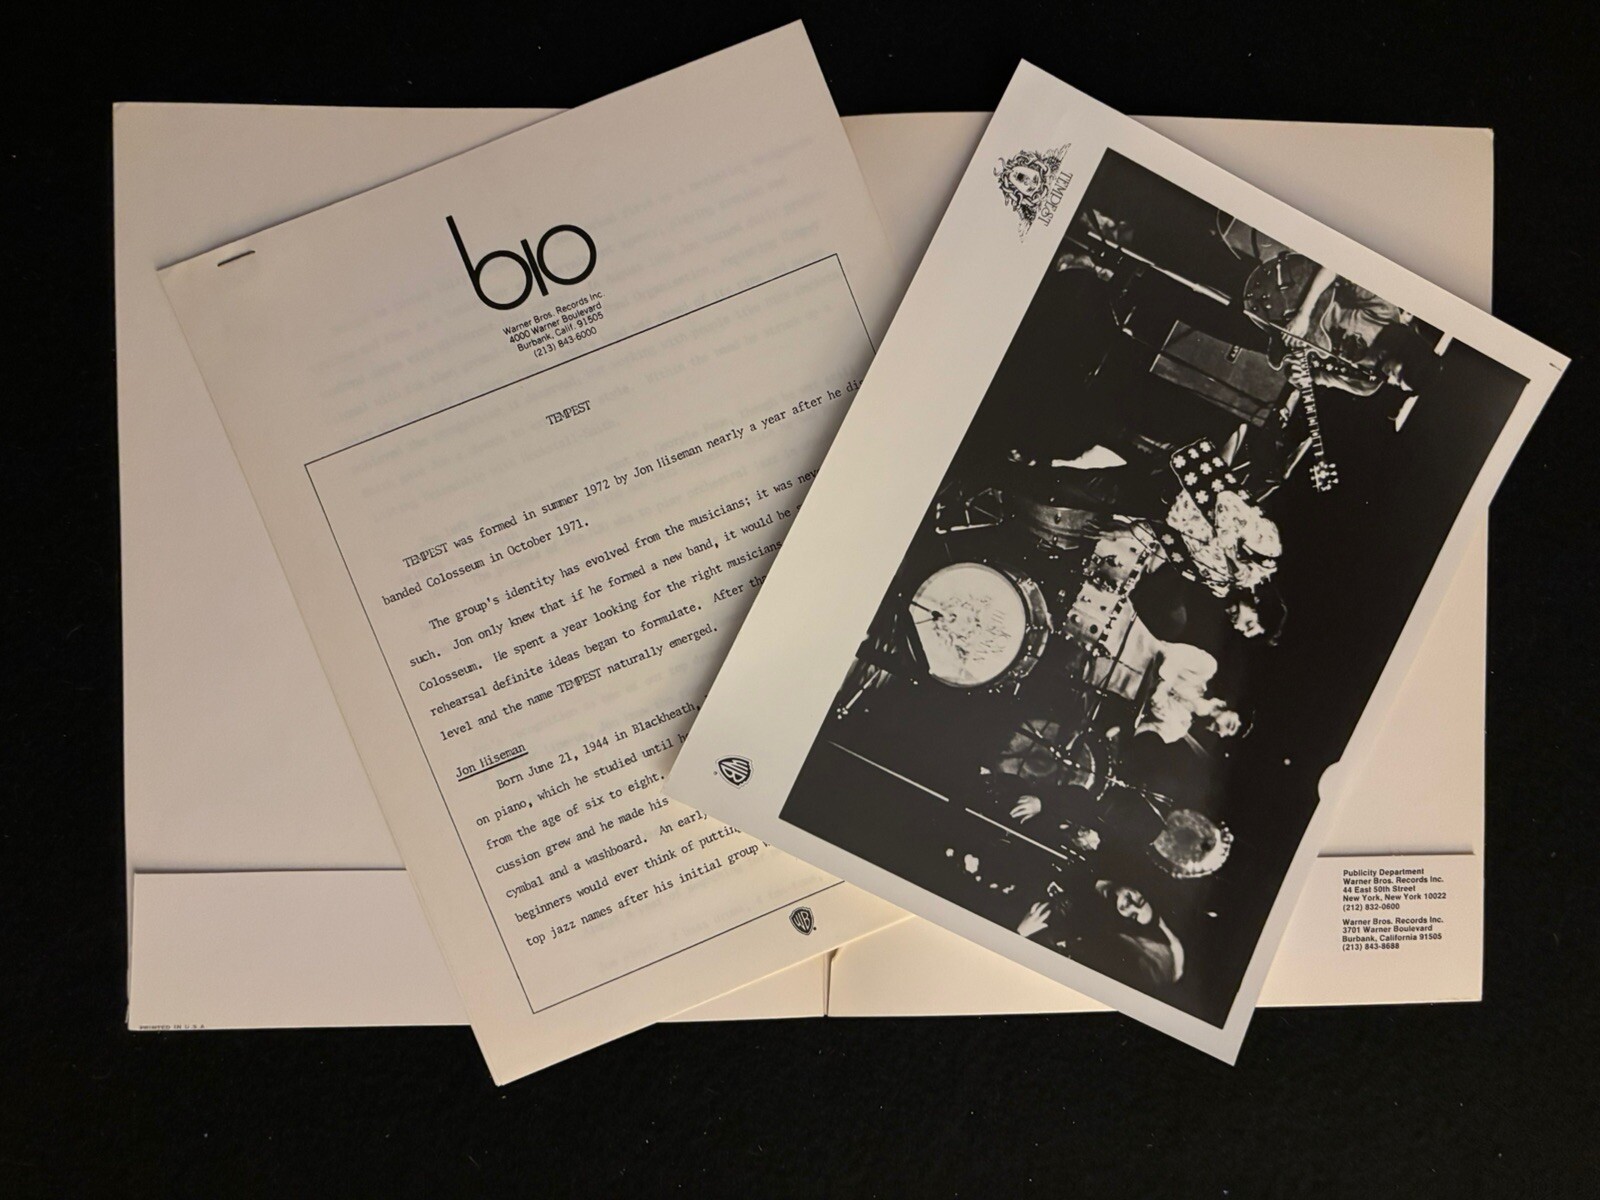 bio
Warner Bros. Records Inc.
4000 Warner Boulevard
Burbank, Calif. 91505
(213) 843-6000
TEMPEST
TEMPEST was formed in summer 1972 by Jon Hiseman nearly a year after he dis
banded Colosseum in October 1971.
The group's identity has evolved from the musicians; it was nev
such. Jon only knew that if he formed a new band, it would be
Colosseum. He spent a year looking for the right musicians
rehearsal definite ideas began to formulate. After
level and the name TEMPEST naturally emerged.
Jon Hiseman
Born June 21, 1944 in Blackheath,
on piano, which he studied until
from the age of six to eight.
cussion grew and he made his
cymbal and a washboard. An early
beginners would ever think of putting
top jazz names after his initial group
WB
TEMPEST
WB
HISEMAN
Publicity Department
Warner Bros. Records Inc.
44 East 50th Street
New York, New York 10022
(212) 832-0600
Warner Bros. Records Inc.
3701 Warner Boulevard
Burbank, California 91505
(213) 843-8688
PRINTED IN U.S.A.